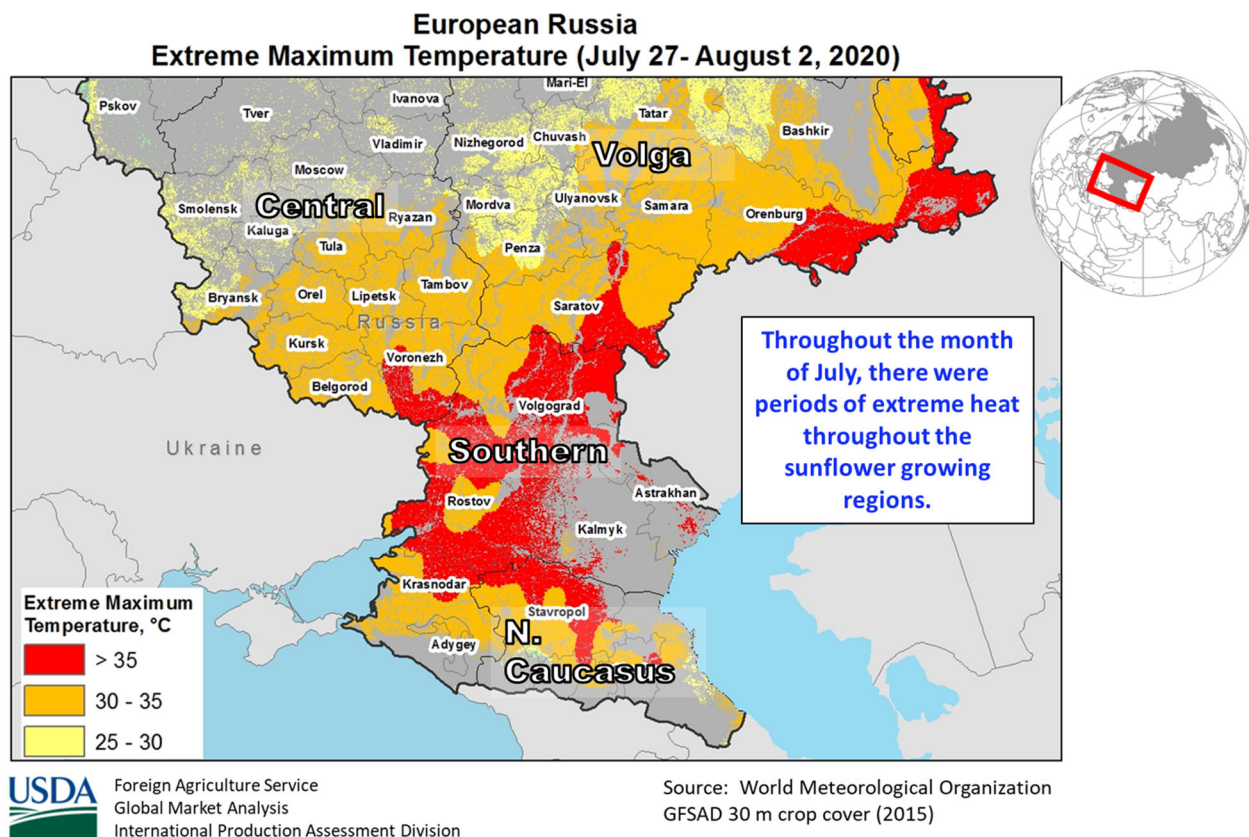 European Russia
Extreme Maximum Temperature (July 27- August 2, 2020)
Pskov
Tver
Ivanova
Mari-El
Vladimir
Nizhegorod
Chuvash
Tatar
Bashkir
Volga
Moscow
Smolensk
Central
Kaluga
Ryazan
Mordva
Ulyanovsk
Samara
Orenburg
Tula
Penza
Bryansk
Orel
Lipetsk
Tambov
Saratov
Russia
Kursk
Voronezh
Belgorod
Volgograd
Ukraine
Southern
Rostov
Astrakhan
Kalmyk
Krasnodar
Stavropol
Adygey
N.
Caucasus
Throughout the month
of July, there were
periods of extreme heat
throughout the
sunflower growing
regions.
Extreme Maximum
Temperature, °C
> 35
30 - 35
25 - 30
USDA
Foreign Agriculture Service
Global Market Analysis
International Production Assessment Division
Source: World Meteorological Organization
GFSAD 30 m crop cover (2015)